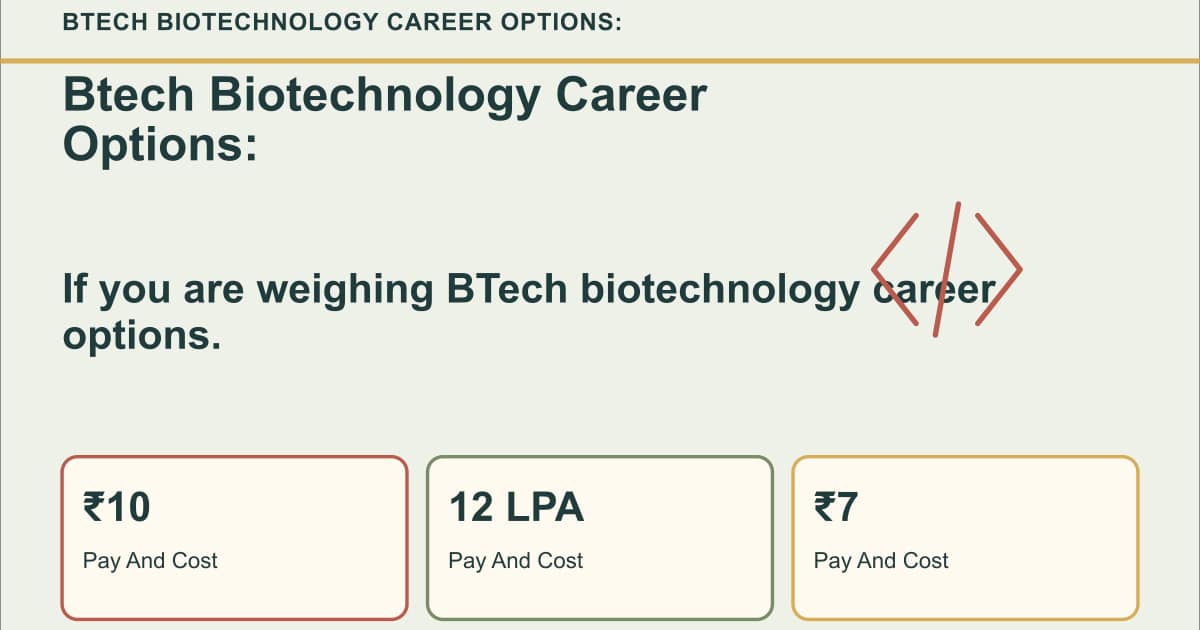 BTECH BIOTECHNOLOGY CAREER OPTIONS:
Btech Biotechnology Career
Options:
If you are weighing BTech biotechnology career
options.
₹10
Pay And Cost
12 LPA
Pay And Cost
₹7
Pay And Cost